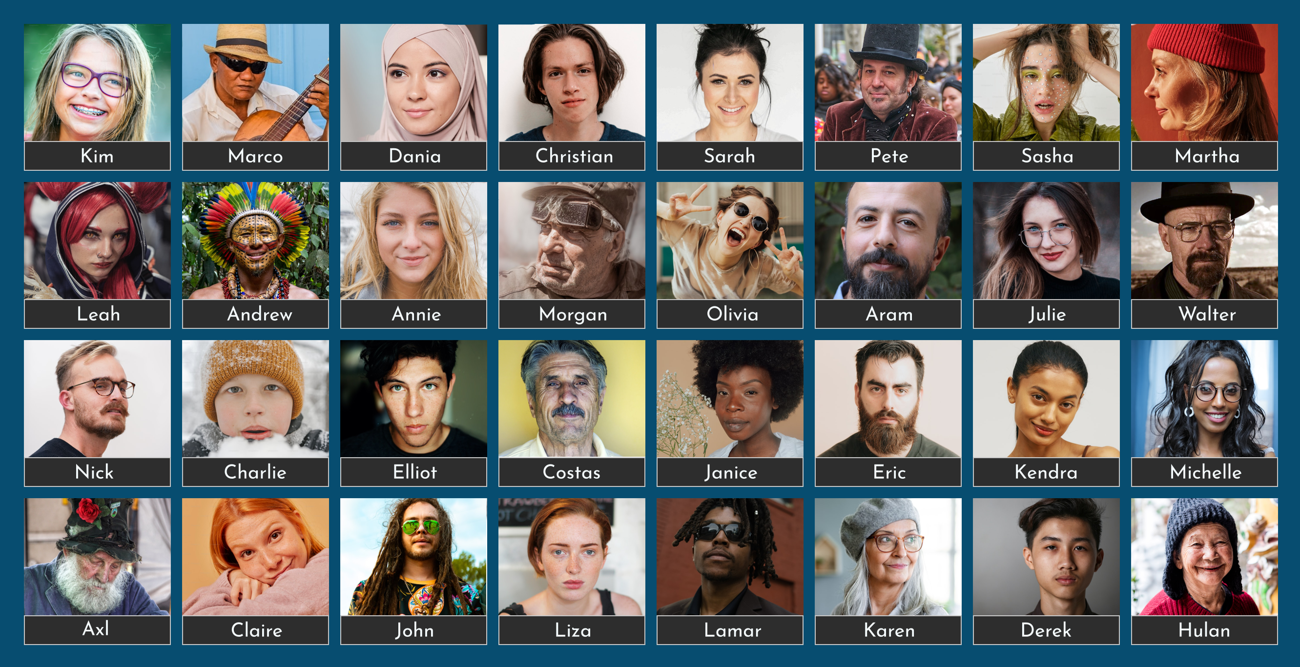 Kim Marco Dania Christian Sarah Pete Sasha Martha
Leah Andrew Annie Morgan Olivia Aram Julie Walter
Nick Charlie Elliot Costas Janice Eric Kendra Michelle
Axl Claire John Liza Lamar Karen Derek Hulan